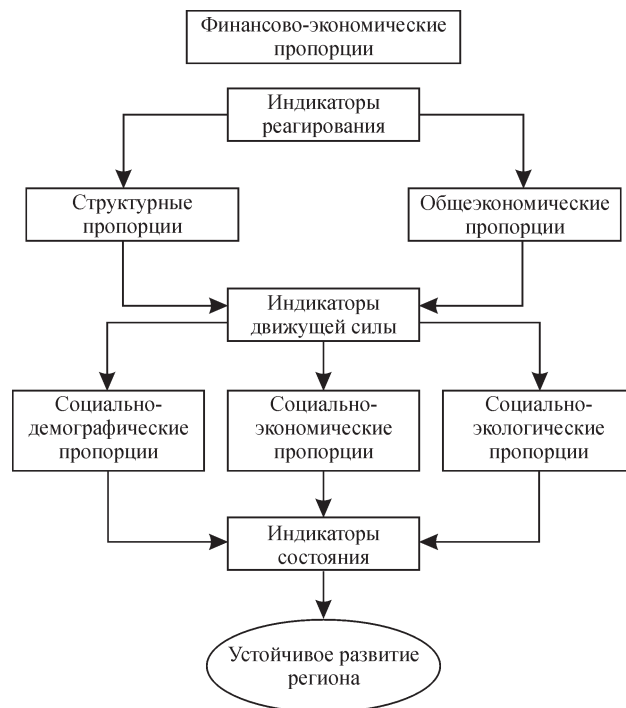 Финансово-экономические
пропорции
Индикаторы
реагирования
Структурные
пропорции
Общеэкономические
пропорции
Индикаторы
движущей силы
Социально-
демографические
пропорции
Социально-
экономические
пропорции
Социально-
экологические
пропорции
Индикаторы
состояния
Устойчивое развитие
региона